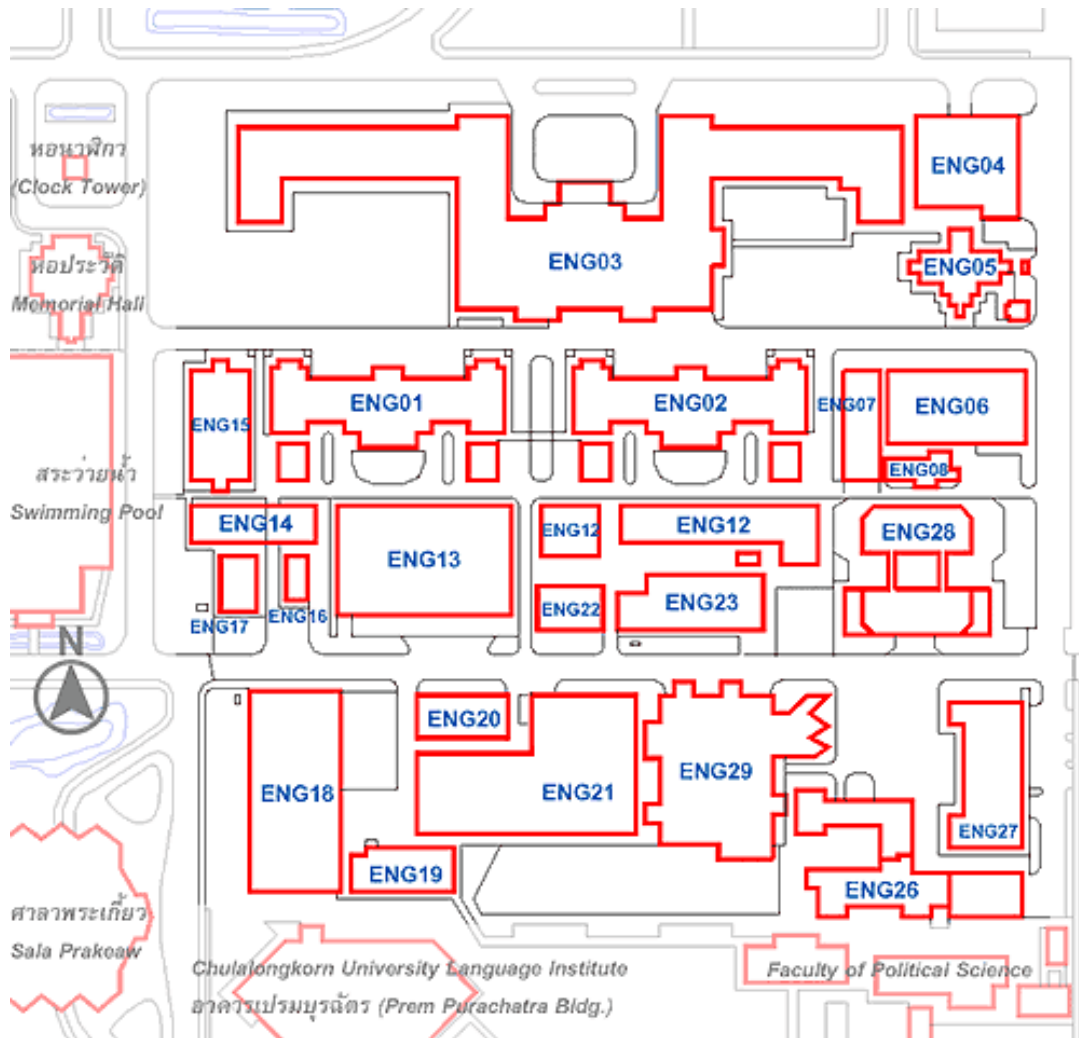 หอนาฬิกา
(Clock Tower)
ENG04
ENG03
ENG05
หอประวัติ
Memorial Hall
ENG01
ENG02
ENG07
ENG06
ENG15
ENG08
สระว่ายน้ำ
Swimming Pool
ENG14
ENG13
ENG12
ENG12
ENG28
ENG17
ENG16
ENG22
ENG23
N
ENG20
ENG18
ENG21
ENG29
ENG27
ENG19
ENG26
ศาลาพระเกี้ยว
Sala Prakeaw
Chulalongkorn University Language Institute
อาคารเปรมบุรฉัตร (Prem Purachatra Bldg.)
Faculty of Political Science